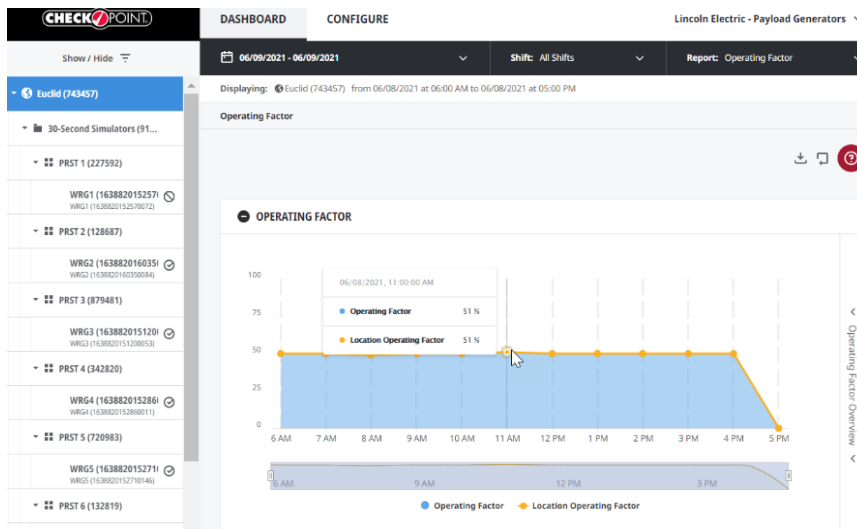 CHECK POINT.
DASHBOARD CONFIGURE
Lincoln Electric - Payload Generators
Show / Hide
06/09/2021 - 06/09/2021
Shift: All Shifts
Report: Operating Factor
Displaying: Euclid (743457) from 06/08/2021 at 06:00 AM to 06/08/2021 at 05:00 PM
Operating Factor
Euclid (743457)
30-Second Simulators (91...
PRST 1 (227592)
WRG1 (163882015257(
WRG1 (1638820152570072)
PRST 2 (128687)
WRG2 (163882016035(
WRG2 (1638820160358084)
PRST 3 (879481)
WRG3 (163882015120(
WRG3 (1638820151200053)
PRST 4 (342820)
WRG4 (163882015286(
WRG4 (1638820152860011)
PRST 5 (720983)
WRG5 (163882015271(
WRG5 (1638820152710146)
PRST 6 (132819)
OPERATING FACTOR
06/08/2021, 11:00:00 AM
Operating Factor 51 %
Location Operating Factor 51 %
100
75
50
25
0
6 AM 7 AM 8 AM 9 AM 10 AM 11 AM 12 PM 1 PM 2 PM 3 PM 4 PM 5 PM
6 AM 9 AM 12 PM 3 PM
Operating Factor Location Operating Factor
Operating Factor Overview